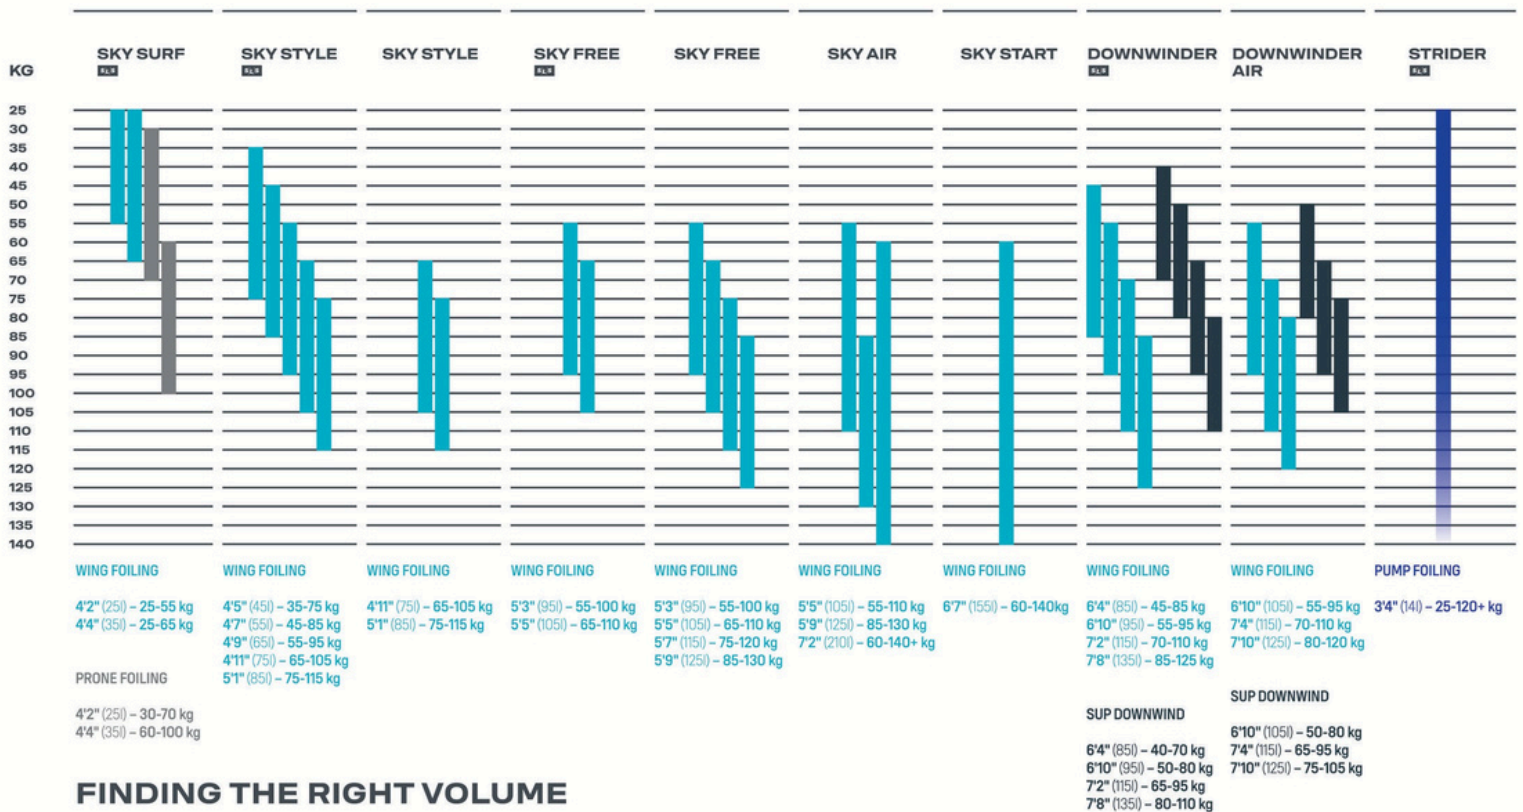 SKY SURF
SKY STYLE
SKY STYLE
SKY FREE
SKY FREE
SKY AIR
SKY START
DOWNWINDER
DOWNWINDER AIR
STRIDER
KG
25
30
35
40
45
50
55
60
65
70
75
80
85
90
95
100
105
110
115
120
125
130
135
140
WING FOILING
4'2" (25l) – 25-55 kg
4'4" (35l) – 25-65 kg
PRONE FOILING
4'2" (25l) – 30-70 kg
4'4" (35l) – 60-100 kg
WING FOILING
4'5" (45l) – 35-75 kg
4'7" (55l) – 45-85 kg
4'9" (65l) – 55-95 kg
4'11" (75l) – 65-105 kg
5'1" (85l) – 75-115 kg
WING FOILING
4'11" (75l) – 65-105 kg
5'1" (85l) – 75-115 kg
WING FOILING
5'3" (95l) – 55-100 kg
5'5" (105l) – 65-110 kg
WING FOILING
5'3" (95l) – 55-100 kg
5'5" (105l) – 65-110 kg
5'7" (115l) – 75-120 kg
5'9" (125l) – 85-130 kg
WING FOILING
5'5" (105l) – 55-110 kg
5'9" (125l) – 85-130 kg
7'2" (210l) – 60-140+ kg
WING FOILING
6'7" (155l) – 60-140kg
WING FOILING
6'4" (85l) – 45-85 kg
6'10" (95l) – 55-95 kg
7'2" (115l) – 70-110 kg
7'8" (135l) – 85-125 kg
SUP DOWNWIND
6'4" (85l) – 40-70 kg
6'10" (95l) – 50-80 kg
7'2" (115l) – 65-95 kg
7'8" (135l) – 80-110 kg
WING FOILING
6'10" (105l) – 55-95 kg
7'4" (115l) – 70-110 kg
7'10" (125l) – 80-120 kg
SUP DOWNWIND
6'10" (105l) – 50-80 kg
7'4" (115l) – 65-95 kg
7'10" (125l) – 75-105 kg
PUMP FOILING
3'4" (14l) – 25-120+ kg
FINDING THE RIGHT VOLUME